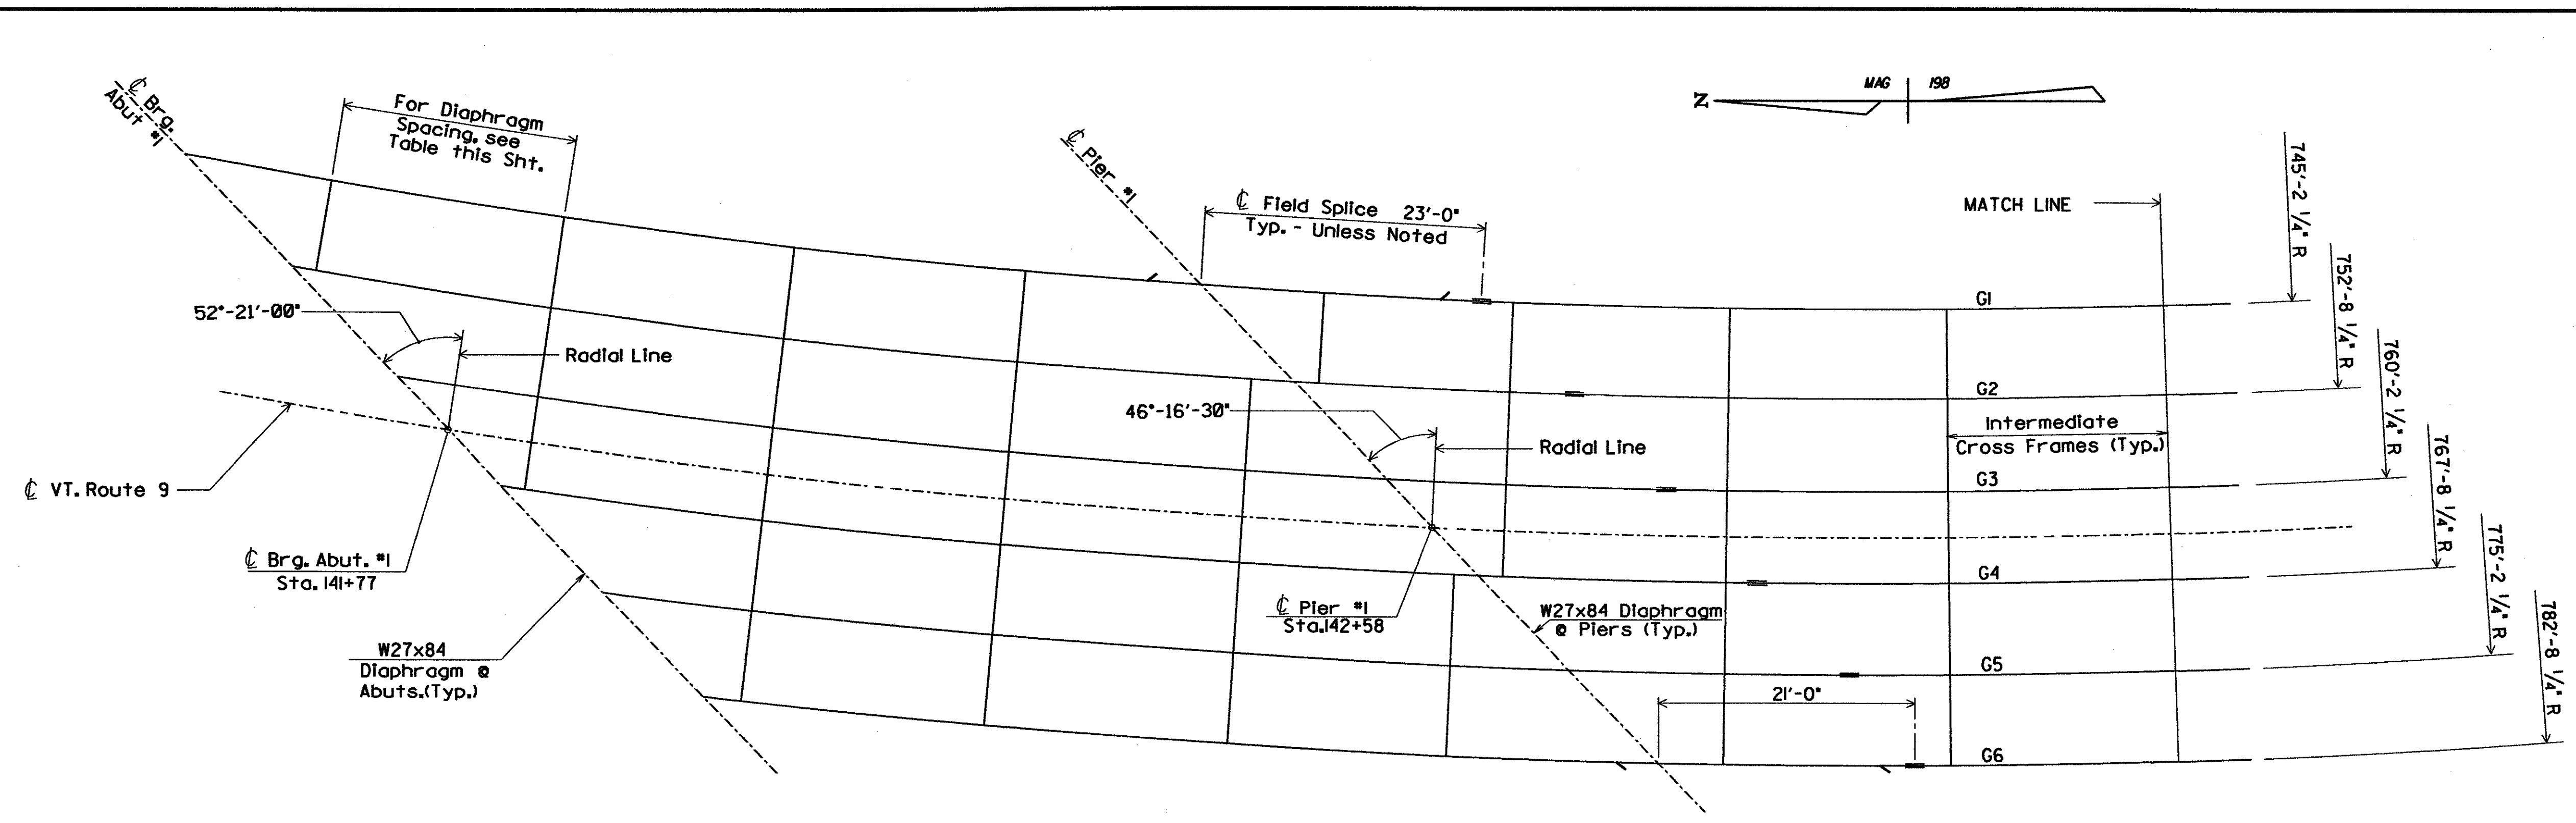 ℄ Brg.
Abut #1
For Diaphragm
Spacing, see
Table this Sht.
℄ Pier #1
℄ Field Splice 23'-0"
Typ. - Unless Noted
N
MAG 198
MATCH LINE
745'-2 1/4" R
752'-8 1/4" R
760'-2 1/4" R
767'-8 1/4" R
775'-2 1/4" R
782'-8 1/4" R
G1
52°-21'-00"
Radial Line
G2
46°-16'-30"
Radial Line
Intermediate
Cross Frames (Typ.)
G3
℄ VT. Route 9
℄ Brg. Abut. #1
Sta. 141+77
G4
℄ Pier #1
Sta.142+58
W27x84 Diaphragm
@ Piers (Typ.)
W27x84
Diaphragm @
Abuts.(Typ.)
G5
21'-0"
G6